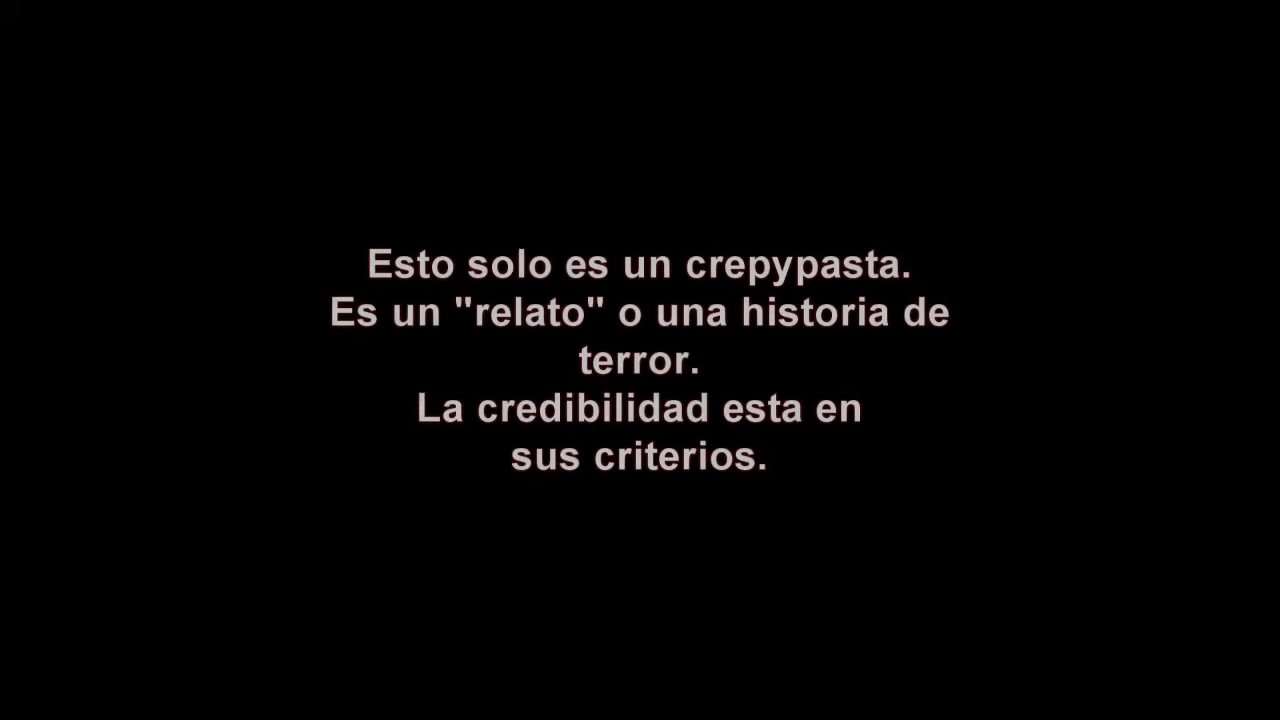 Esto solo es un crepypasta.
Es un "relato" o una historia de
terror.
La credibilidad esta en
sus criterios.